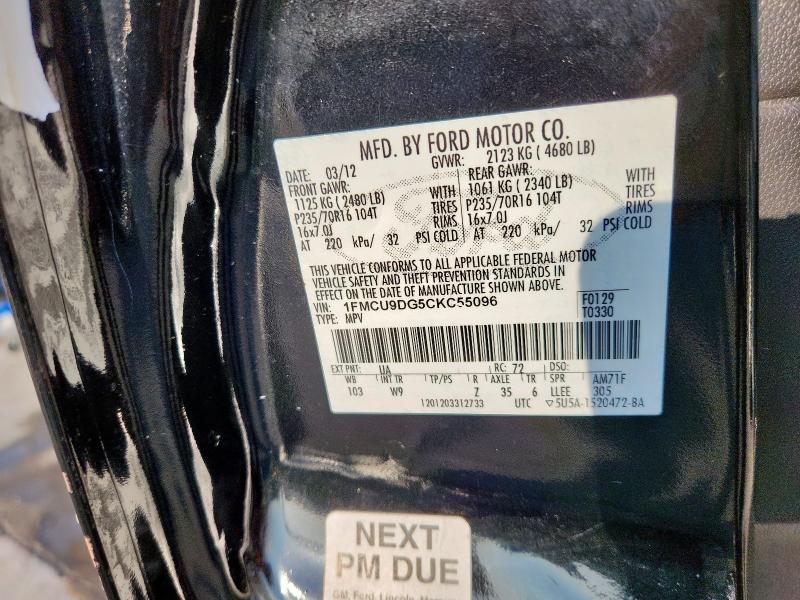 MFD. BY FORD MOTOR CO.
DATE: 03/12 GVWR: 2123 KG ( 4680 LB)
FRONT GAWR: REAR GAWR:
1125 KG ( 2480 LB) WITH 1061 KG ( 2340 LB) WITH
P235/70R16 104T TIRES P235/70R16 104T TIRES
16x7.0J RIMS 16x7.0J RIMS
AT 220 kPa/ 32 PSI COLD AT 220 kPa/ 32 PSI COLD
Ford
THIS VEHICLE CONFORMS TO ALL APPLICABLE FEDERAL MOTOR
VEHICLE SAFETY AND THEFT PREVENTION STANDARDS IN
EFFECT ON THE DATE OF MANUFACTURE SHOWN ABOVE.
VIN: 1FMCU9DG5CKC55096 F0129
TYPE: MPV T0330
EXT PNT: UA RC: 72 DSO:
WB INT TR TP/PS R AXLE TR SPR AM71F
103 W9 Z 35 6 LLEE 305
1201203312733 UTC ▽5U5A-1520472-BA
NEXT
PM DUE
GM, Ford, Lincoln,